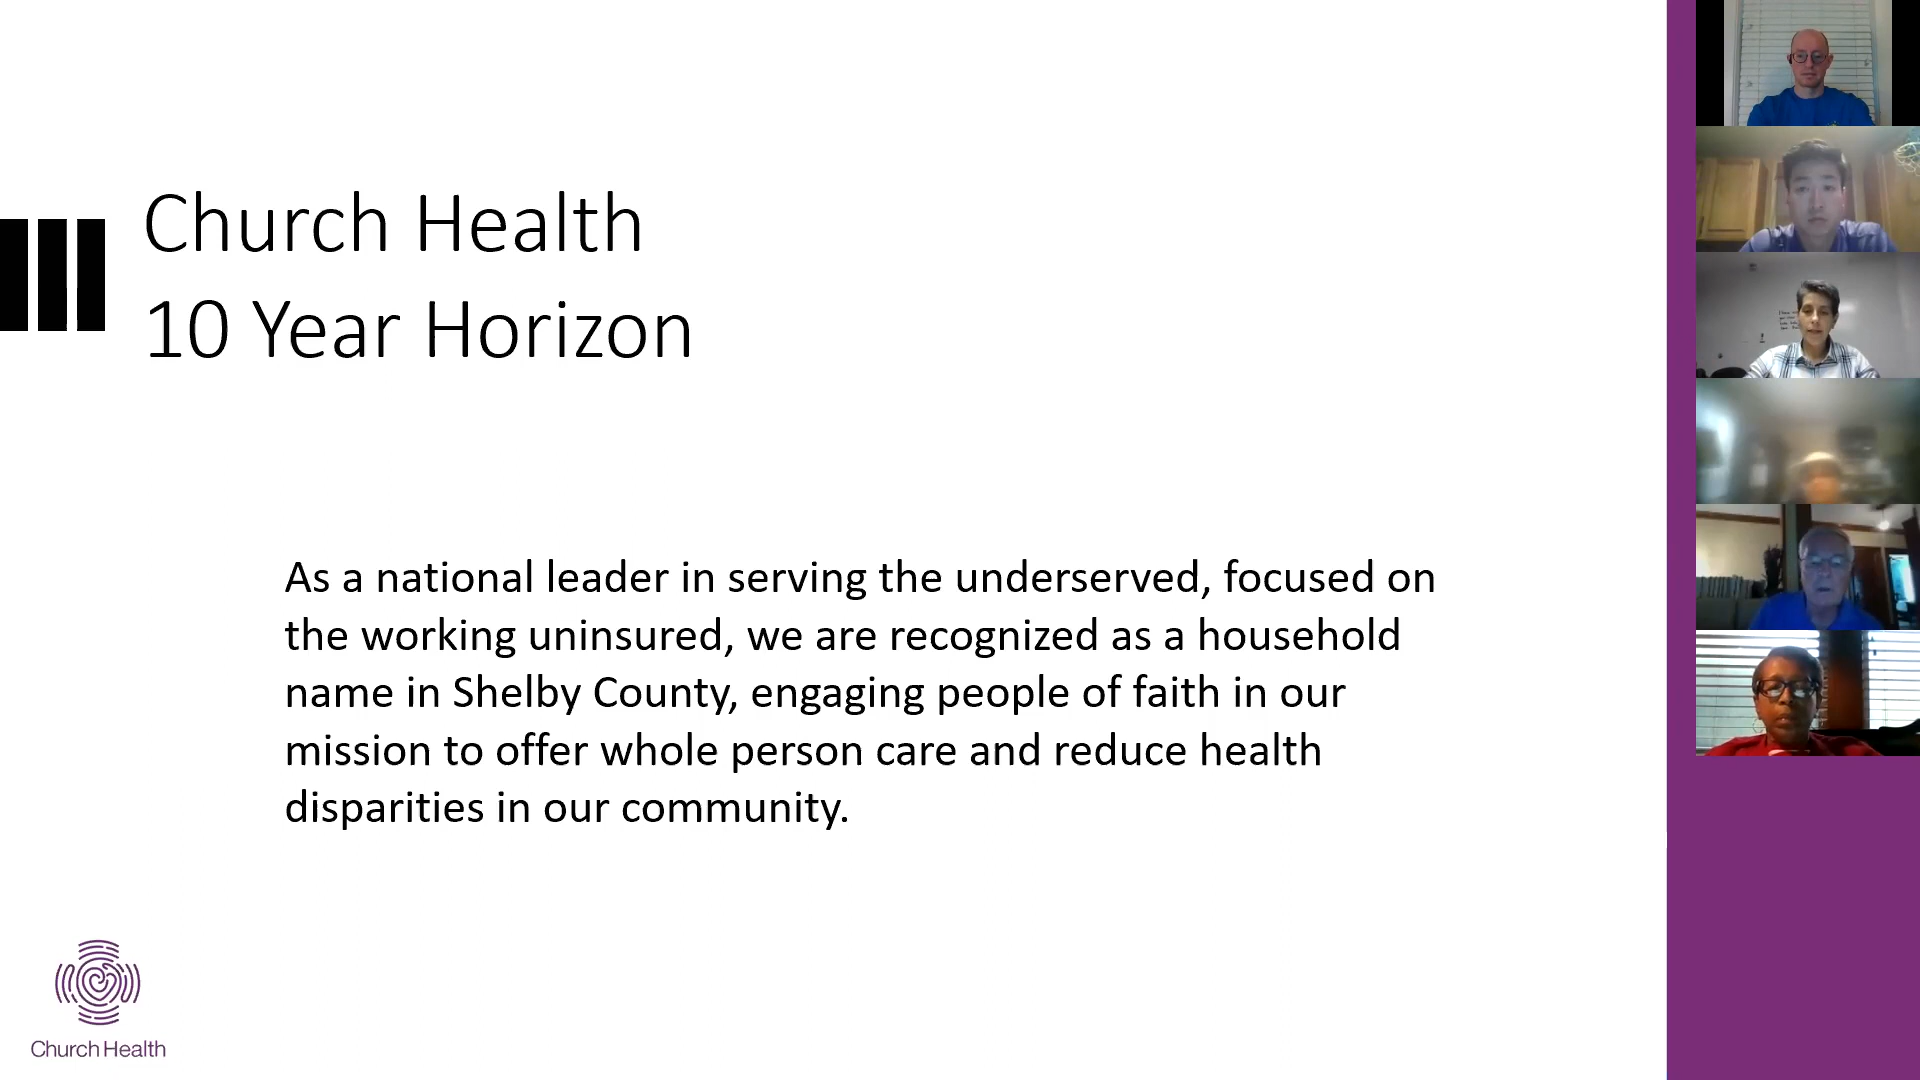 Church Health
10 Year Horizon
As a national leader in serving the underserved, focused on
the working uninsured, we are recognized as a household
name in Shelby County, engaging people of faith in our
mission to offer whole person care and reduce health
disparities in our community.
Church Health